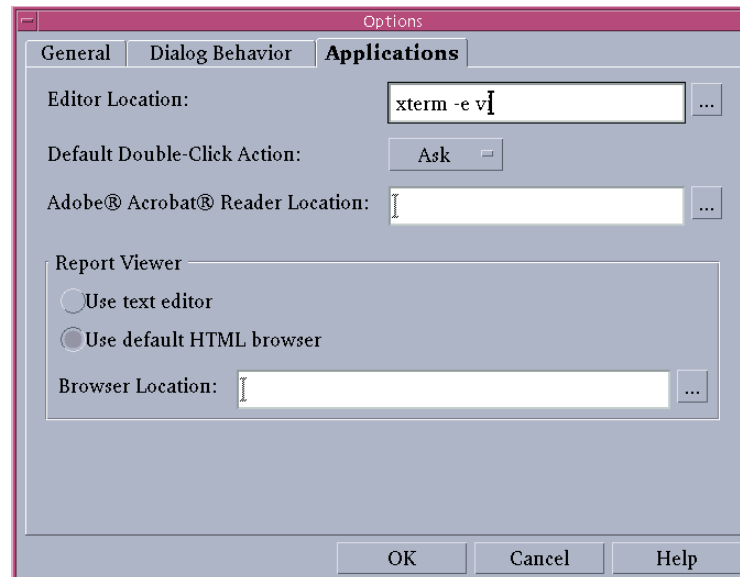 Options
General Dialog Behavior Applications
Editor Location: xterm -e vi ...
Default Double-Click Action: Ask
Adobe® Acrobat® Reader Location: ...
Report Viewer
Use text editor
Use default HTML browser
Browser Location: ...
OK Cancel Help